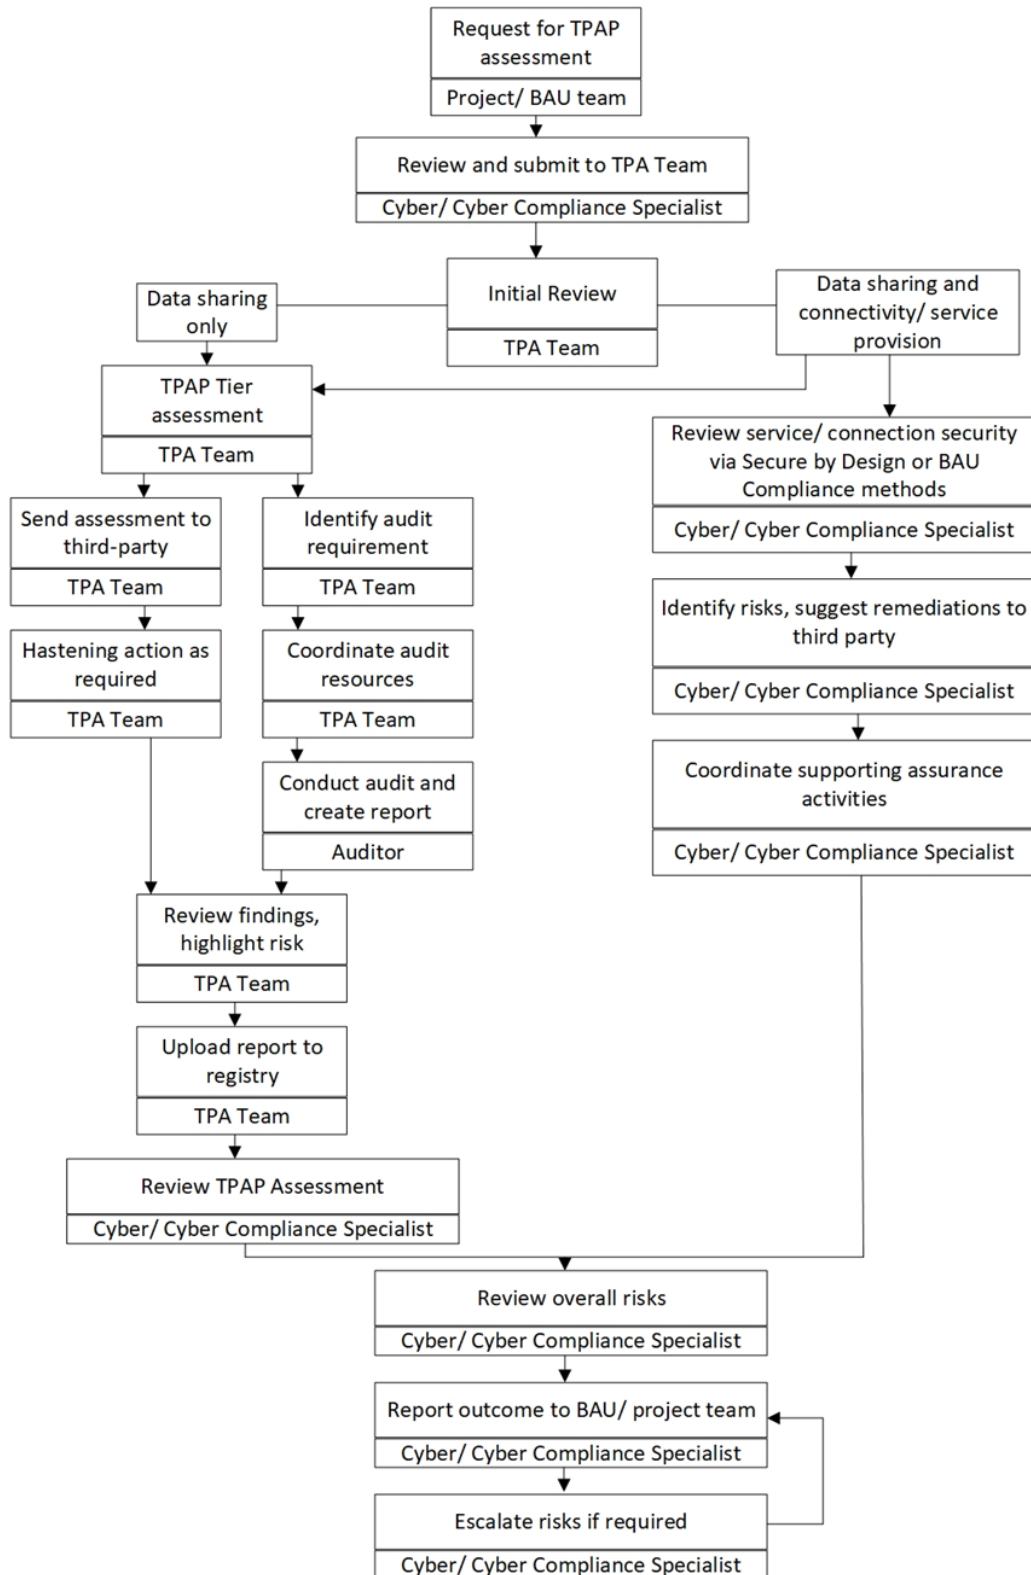 Request for TPAP
assessment
Project/ BAU team
Review and submit to TPA Team
Cyber/ Cyber Compliance Specialist
Initial Review
TPA Team
Data sharing
only
Data sharing and
connectivity/ service
provision
TPAP Tier
assessment
TPA Team
Review service/ connection security
via Secure by Design or BAU
Compliance methods
Cyber/ Cyber Compliance Specialist
Send assessment to
third-party
TPA Team
Identify audit
requirement
TPA Team
Identify risks, suggest remediations to
third party
Cyber/ Cyber Compliance Specialist
Hastening action as
required
TPA Team
Coordinate audit
resources
TPA Team
Coordinate supporting assurance
activities
Cyber/ Cyber Compliance Specialist
Conduct audit and
create report
Auditor
Review findings,
highlight risk
TPA Team
Upload report to
registry
TPA Team
Review TPAP Assessment
Cyber/ Cyber Compliance Specialist
Review overall risks
Cyber/ Cyber Compliance Specialist
Report outcome to BAU/ project team
Cyber/ Cyber Compliance Specialist
Escalate risks if required
Cyber/ Cyber Compliance Specialist